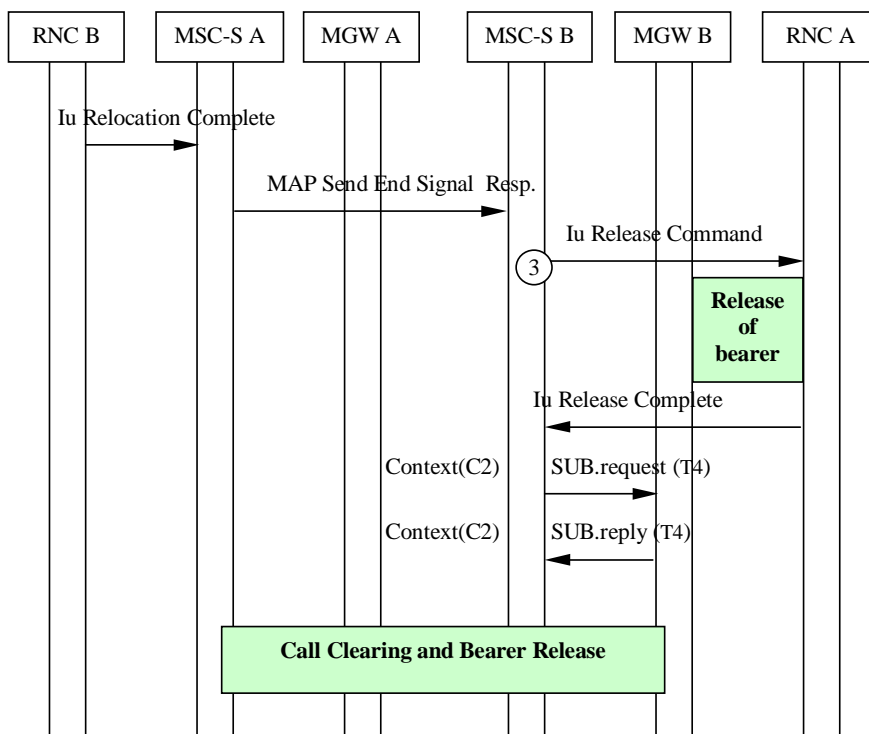 RNC B MSC-S A MGW A MSC-S B MGW B RNC A
Iu Relocation Complete
MAP Send End Signal Resp.
Iu Release Command
3
Release
of
bearer
Iu Release Complete
Context(C2) SUB.request (T4)
Context(C2) SUB.reply (T4)
Call Clearing and Bearer Release